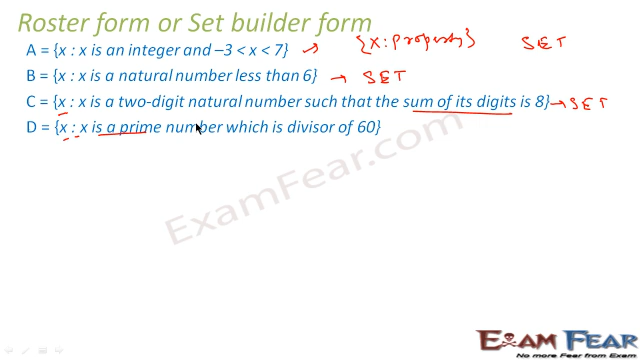 Roster form or Set builder form
A = {x : x is an integer and –3 < x < 7} → {x : property} SET
B = {x : x is a natural number less than 6} → SET
C = {x : x is a two-digit natural number such that the sum of its digits is 8} → SET
D = {x : x is a prime number which is divisor of 60}
ExamFear.com
EXAM FEAR
No more Fear from Exam